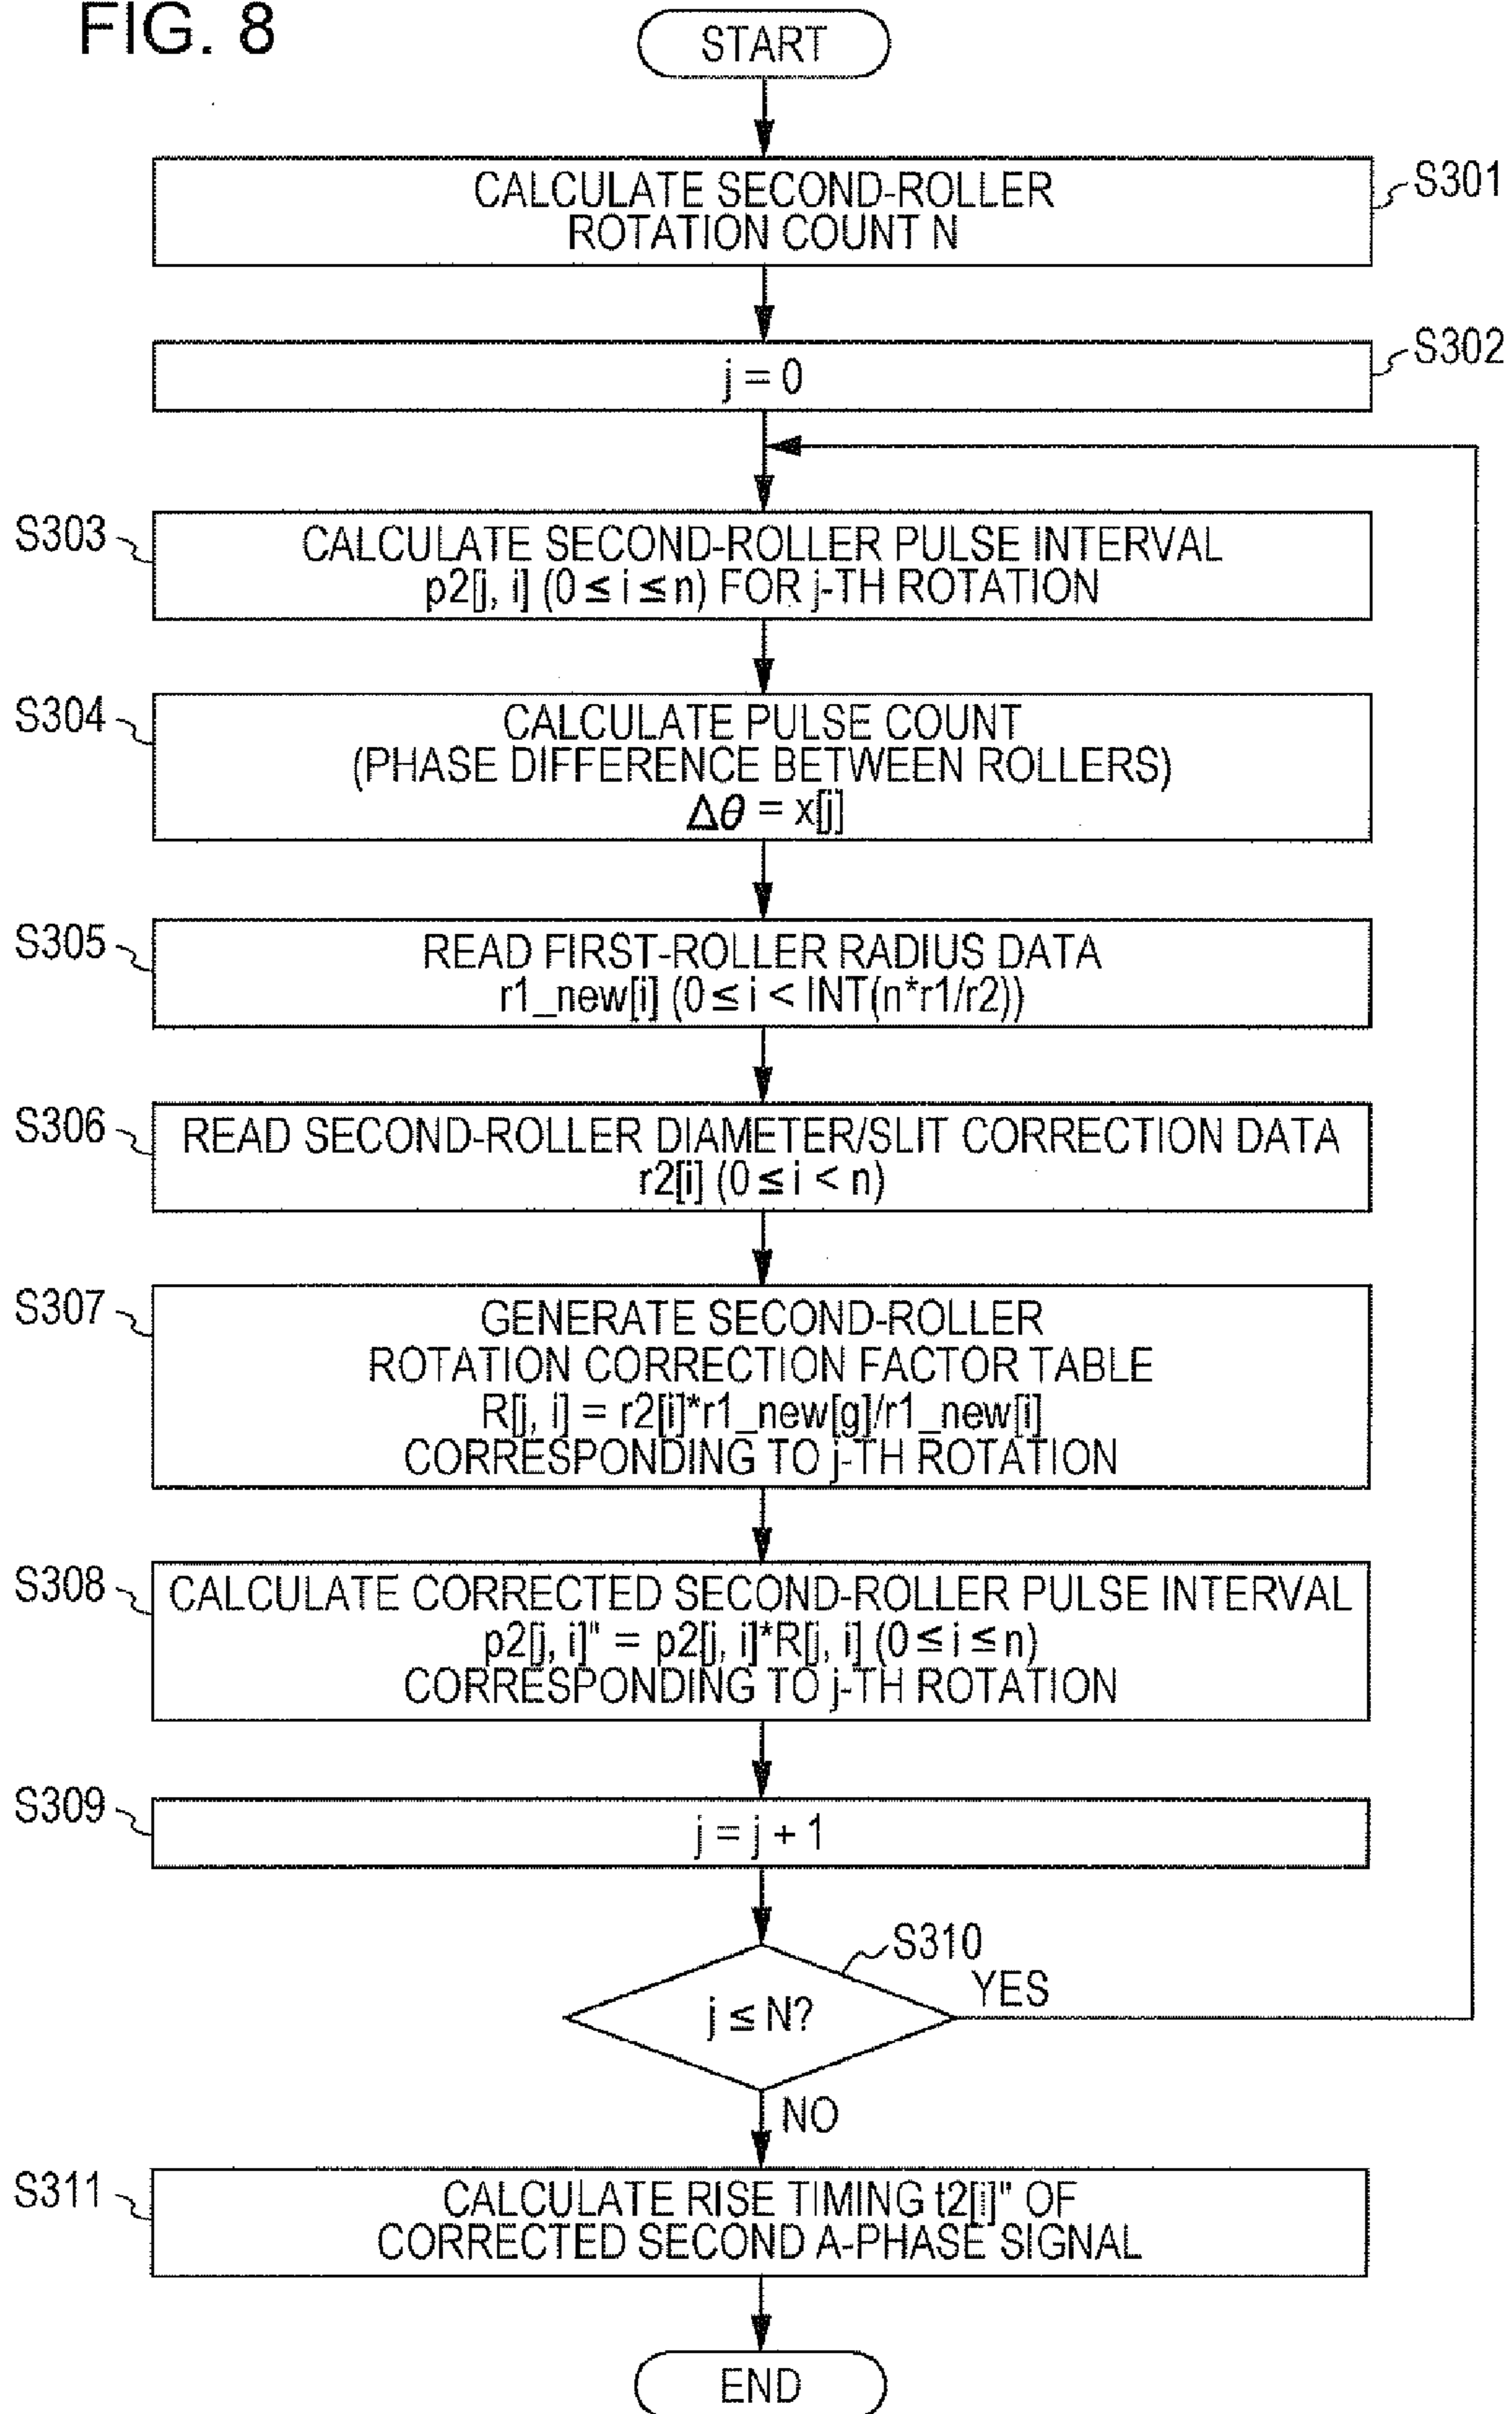 FIG. 8
START
CALCULATE SECOND-ROLLER
ROTATION COUNT N
S301
j = 0
S302
S303
CALCULATE SECOND-ROLLER PULSE INTERVAL
p2[j, i] (0 ≤ i ≤ n) FOR j-TH ROTATION
S304
CALCULATE PULSE COUNT
(PHASE DIFFERENCE BETWEEN ROLLERS)
Δθ = x[j]
S305
READ FIRST-ROLLER RADIUS DATA
r1_new[i] (0 ≤ i < INT(n*r1/r2))
S306
READ SECOND-ROLLER DIAMETER/SLIT CORRECTION DATA
r2[i] (0 ≤ i < n)
S307
GENERATE SECOND-ROLLER
ROTATION CORRECTION FACTOR TABLE
R[j, i] = r2[i]*r1_new[g]/r1_new[i]
CORRESPONDING TO j-TH ROTATION
S308
CALCULATE CORRECTED SECOND-ROLLER PULSE INTERVAL
p2[j, i]" = p2[j, i]*R[j, i] (0 ≤ i ≤ n)
CORRESPONDING TO j-TH ROTATION
S309
j = j + 1
S310
j ≤ N?
YES
NO
S311
CALCULATE RISE TIMING t2[i]" OF
CORRECTED SECOND A-PHASE SIGNAL
END